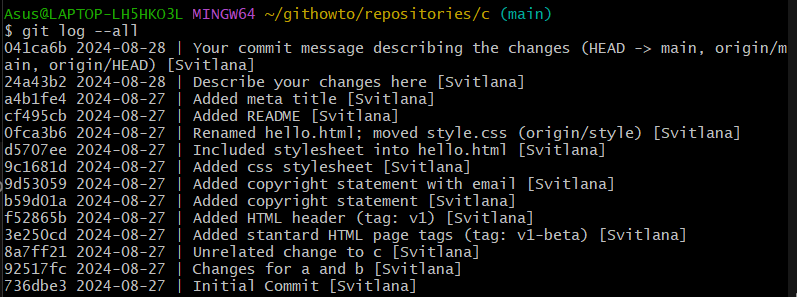 Asus@LAPTOP-LH5HKO3L MINGW64 ~/githowto/repositories/c (main)
$ git log --all
041ca6b 2024-08-28 | Your commit message describing the changes (HEAD -> main, origin/m
ain, origin/HEAD) [Svitlana]
24a43b2 2024-08-28 | Describe your changes here [Svitlana]
a4b1fe4 2024-08-27 | Added meta title [Svitlana]
cf495cb 2024-08-27 | Added README [Svitlana]
0fca3b6 2024-08-27 | Renamed hello.html; moved style.css (origin/style) [Svitlana]
d5707ee 2024-08-27 | Included stylesheet into hello.html [Svitlana]
9c1681d 2024-08-27 | Added css stylesheet [Svitlana]
9d53059 2024-08-27 | Added copyright statement with email [Svitlana]
b59d01a 2024-08-27 | Added copyright statement [Svitlana]
f52865b 2024-08-27 | Added HTML header (tag: v1) [Svitlana]
3e250cd 2024-08-27 | Added stantard HTML page tags (tag: v1-beta) [Svitlana]
8a7ff21 2024-08-27 | Unrelated change to c [Svitlana]
92517fc 2024-08-27 | Changes for a and b [Svitlana]
736dbe3 2024-08-27 | Initial Commit [Svitlana]